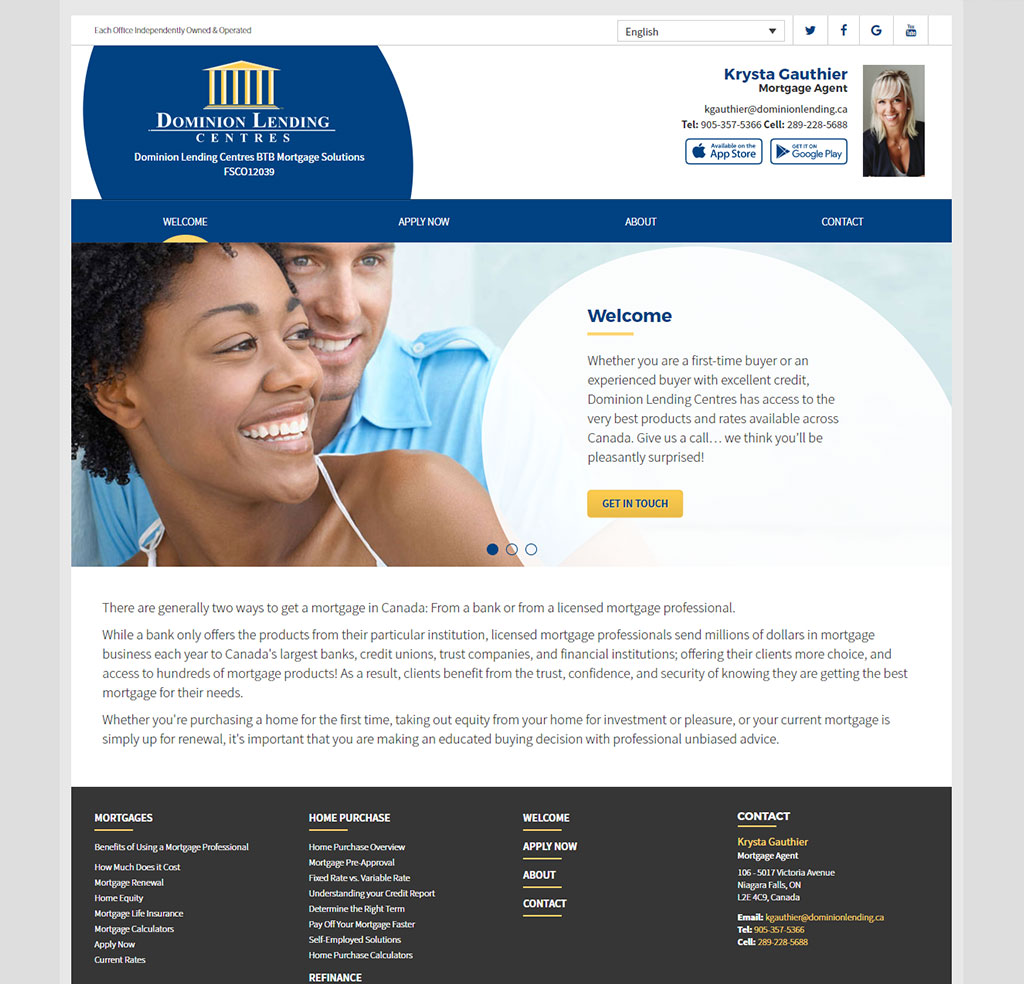 Each Office Independently Owned & Operated
English
DOMINION LENDING
CENTRES
Dominion Lending Centres BTB Mortgage Solutions
FSCO12039
Krysta Gauthier
Mortgage Agent
kgauthier@dominionlending.ca
Tel: 905-357-5366 Cell: 289-228-5688
Available on the
App Store
GET IT ON
Google Play
WELCOME
APPLY NOW
ABOUT
CONTACT
Welcome
Whether you are a first-time buyer or an
experienced buyer with excellent credit,
Dominion Lending Centres has access to the
very best products and rates available across
Canada. Give us a call… we think you'll be
pleasantly surprised!
GET IN TOUCH
There are generally two ways to get a mortgage in Canada: From a bank or from a licensed mortgage professional.
While a bank only offers the products from their particular institution, licensed mortgage professionals send millions of dollars in mortgage
business each year to Canada's largest banks, credit unions, trust companies, and financial institutions; offering their clients more choice, and
access to hundreds of mortgage products! As a result, clients benefit from the trust, confidence, and security of knowing they are getting the best
mortgage for their needs.
Whether you're purchasing a home for the first time, taking out equity from your home for investment or pleasure, or your current mortgage is
simply up for renewal, it's important that you are making an educated buying decision with professional unbiased advice.
MORTGAGES
Benefits of Using a Mortgage Professional
How Much Does it Cost
Mortgage Renewal
Home Equity
Mortgage Life Insurance
Mortgage Calculators
Apply Now
Current Rates
HOME PURCHASE
Home Purchase Overview
Mortgage Pre-Approval
Fixed Rate vs. Variable Rate
Understanding your Credit Report
Determine the Right Term
Pay Off Your Mortgage Faster
Self-Employed Solutions
Home Purchase Calculators
REFINANCE
WELCOME
APPLY NOW
ABOUT
CONTACT
CONTACT
Krysta Gauthier
Mortgage Agent
106 - 5017 Victoria Avenue
Niagara Falls, ON
L2E 4C9, Canada
Email: kgauthier@dominionlending.ca
Tel: 905-357-5366
Cell: 289-228-5688